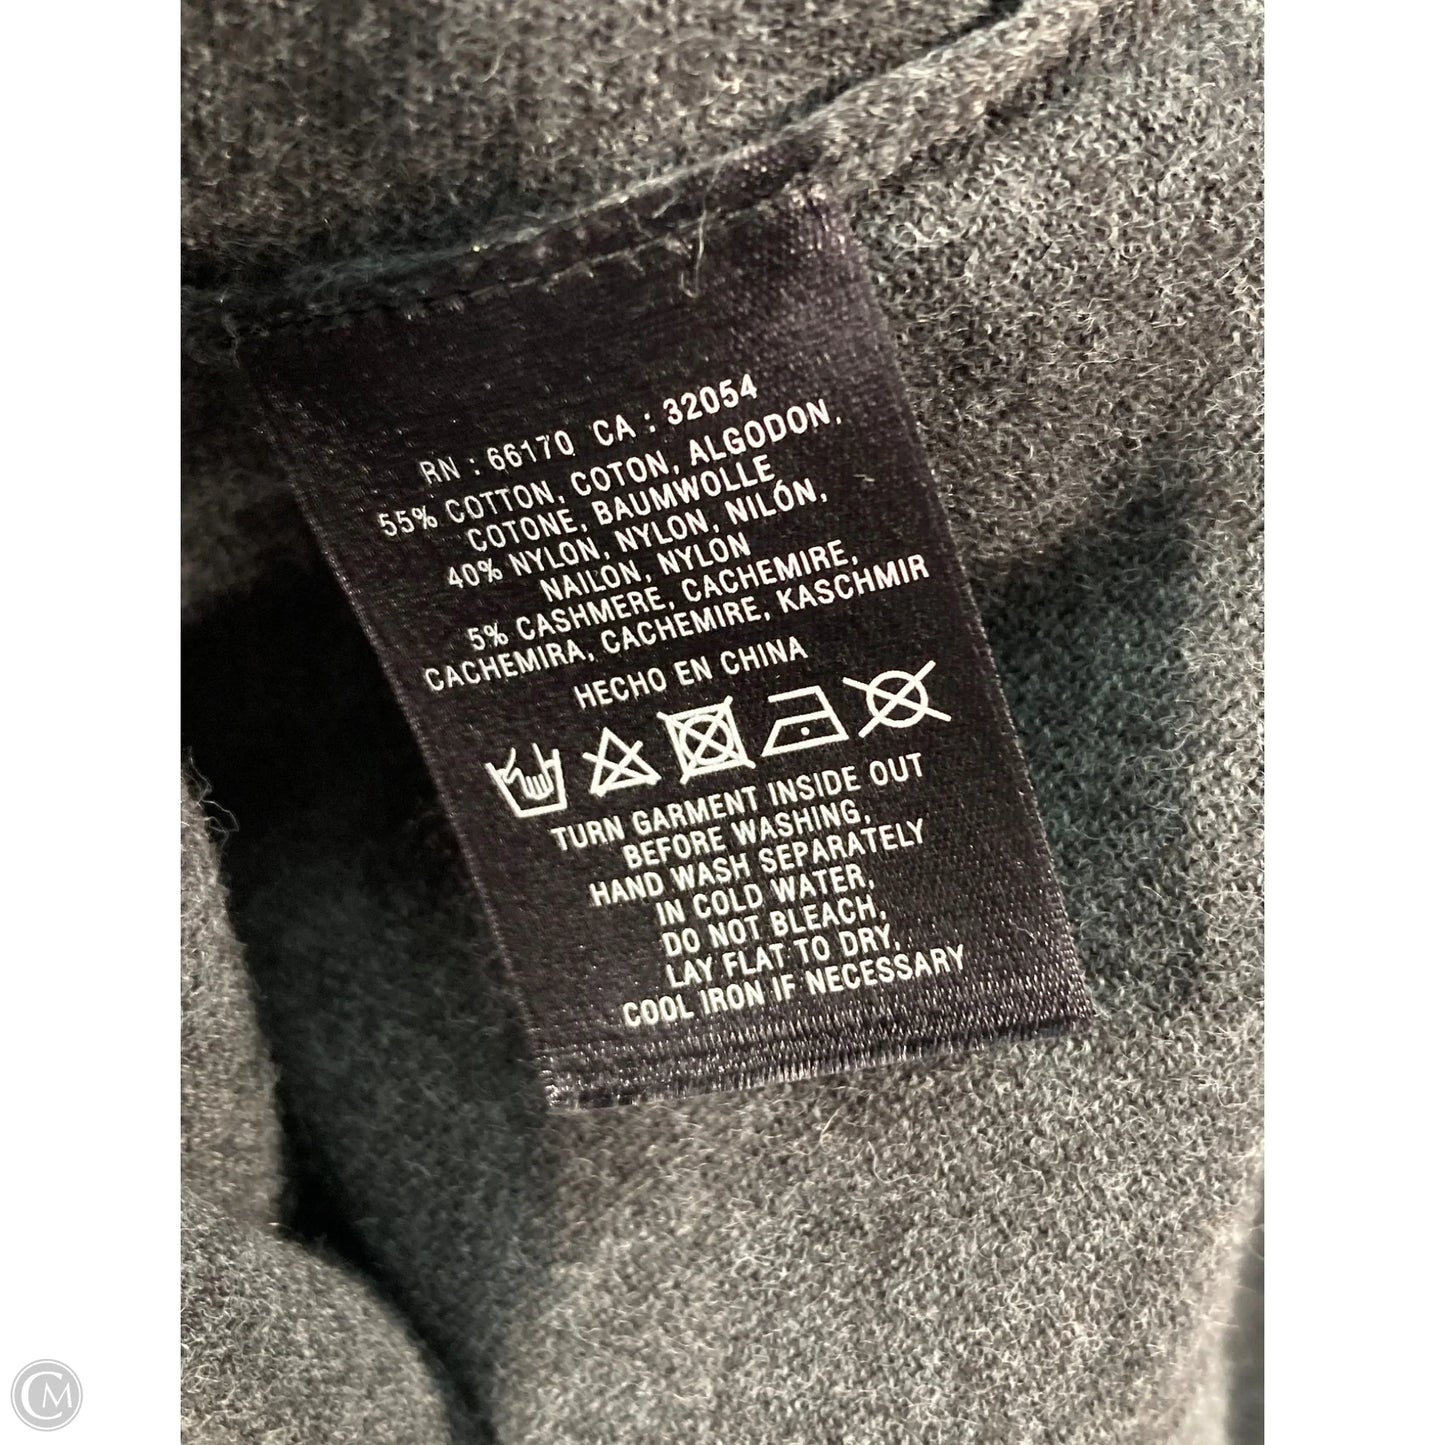 RN : 66170 CA : 32054
55% COTTON, COTON, ALGODON,
COTONE, BAUMWOLLE
40% NYLON, NYLON, NILÓN,
NAILON, NYLON
5% CASHMERE, CACHEMIRE,
CACHEMIRA, CACHEMIRE, KASCHMIR
HECHO EN CHINA
TURN GARMENT INSIDE OUT
BEFORE WASHING,
HAND WASH SEPARATELY
IN COLD WATER,
DO NOT BLEACH,
LAY FLAT TO DRY,
COOL IRON IF NECESSARY
CM